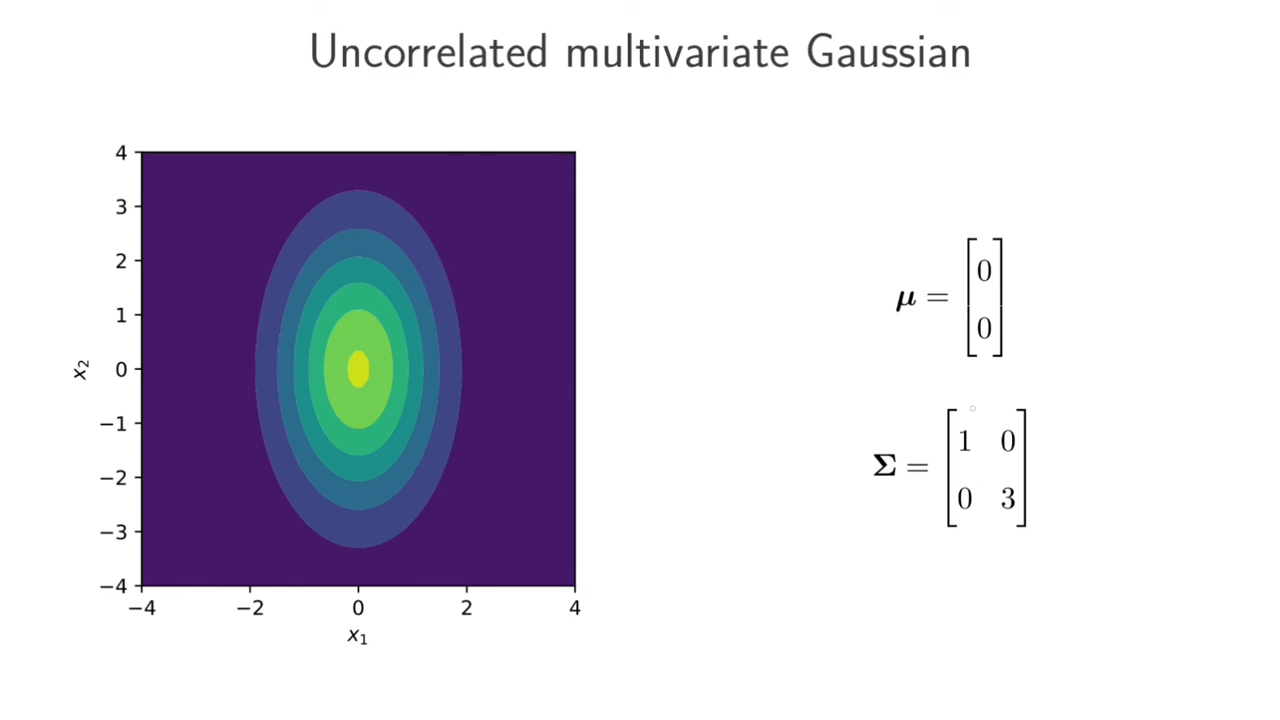 Uncorrelated multivariate Gaussian
4
3
2
1
0
−1
−2
−3
−4
x₂
−4 −2 0 2 4
x₁
μ = [0
0]
Σ = [1 0
0 3]